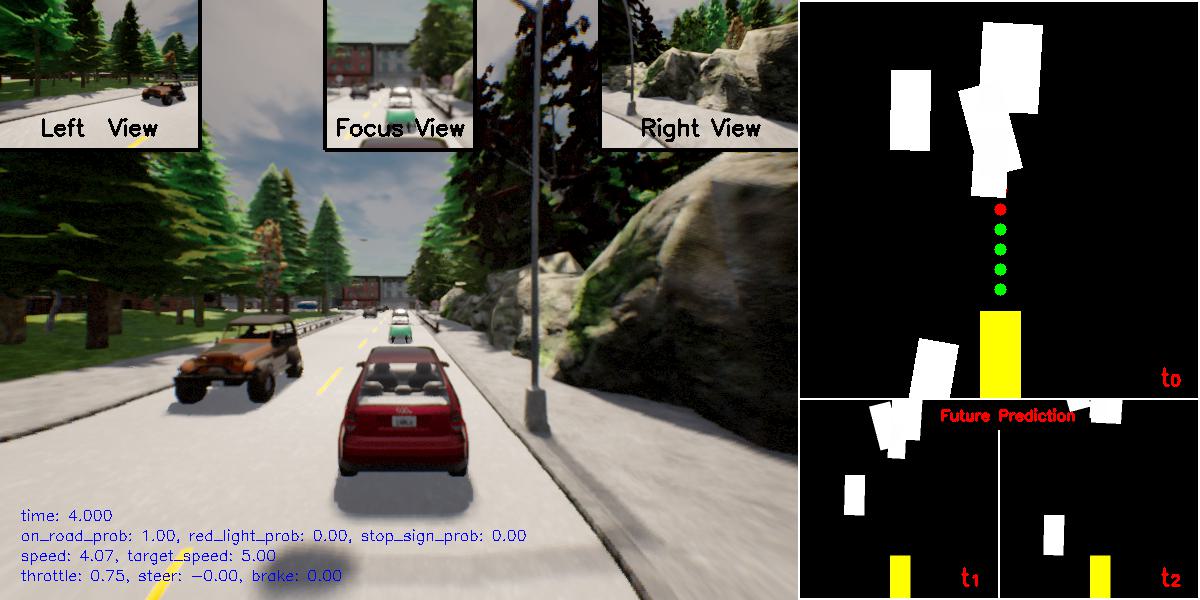 Left View
Focus View
Right View
time: 4.000
on_road_prob: 1.00, red_light_prob: 0.00, stop_sign_prob: 0.00
speed: 4.07, target_speed: 5.00
throttle: 0.75, steer: −0.00, brake: 0.00
t0
Future Prediction
t1
t2